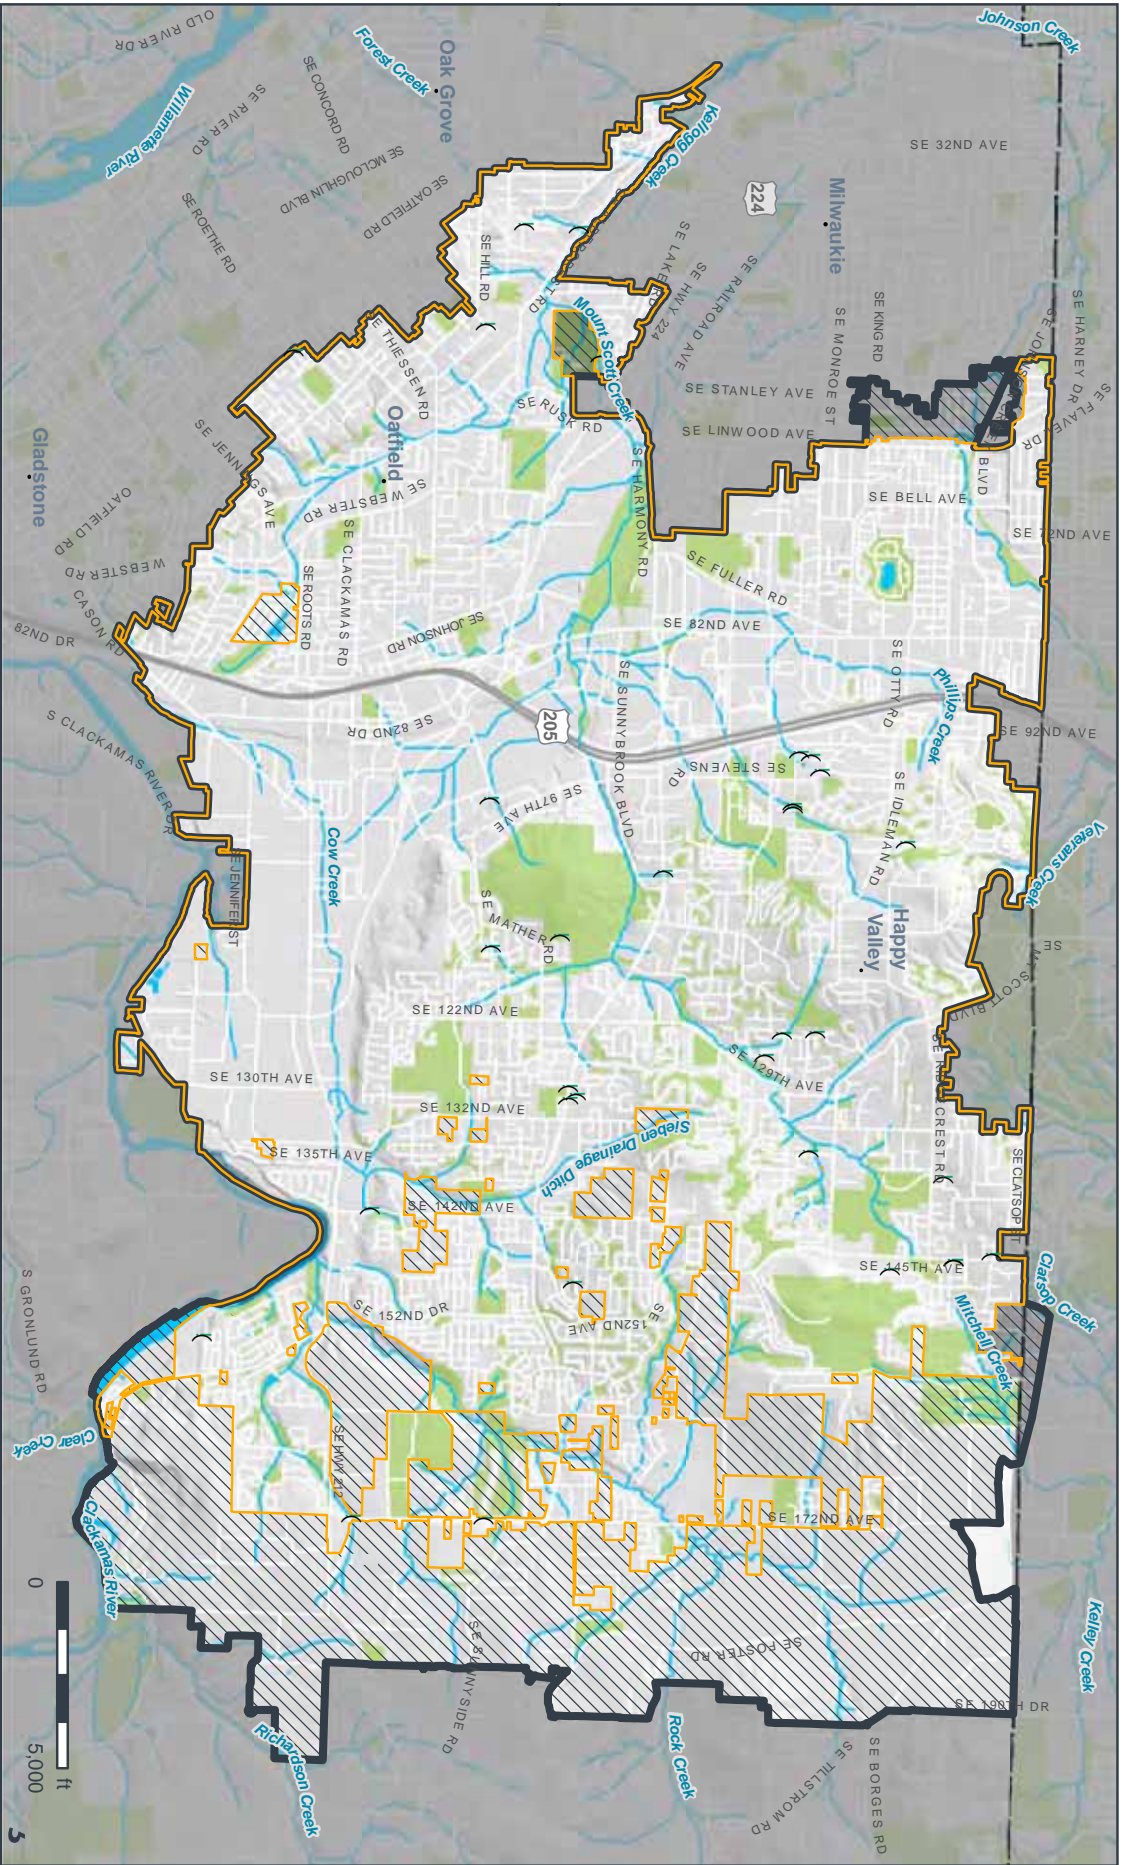 Johnson Creek
OLD RIVER DR
Forest Creek
Oak Grove
SE CONCORD RD
SE RIVER RD
Willamette River
SE MCLOUGHLIN BLVD
SE OATFIELD RD
SE ROETHE RD
Kellogg Creek
SE 32ND AVE
224
Milwaukie
SE LAKE RD
SE HWY 224
SE RAILROAD AVE
SE KING RD
SE MONROE ST
SE HARNEY DR
SE FLAVEL DR
SE HILL RD
Mount Scott Creek
SE THIESSEN RD
SE RUSK RD
SE STANLEY AVE
SE LINWOOD AVE
BLVD
SE BELL AVE
SE 72ND AVE
Oatfield
Gladstone
SE JENNINGS AVE
OATFIELD RD
WEBSTER RD
CASON RD
82ND DR
SE WEBSTER RD
SE CLACKAMAS RD
SE ROOTS RD
SE HARMONY RD
SE FULLER RD
SE JOHNSON RD
SE 82ND AVE
SE OTTY RD
Phillips Creek
SE 92ND AVE
205
SE SUNNYBROOK BLVD
SE 82ND DR
S CLACKAMAS RIVER DR
SE STEVENS
RD
SE IDLEMAN RD
SE 97TH AVE
Cow Creek
SE JENNIFER ST
SE MATHER RD
Happy
Valley
Veterans Creek
SE
SCOTT BLVD
SE 122ND AVE
SE 129TH AVE
SE RIDGECREST RD
SE 130TH AVE
SE 132ND AVE
SE 135TH AVE
Sieben Drainage Ditch
SE CLATSOP ST
SE 142ND AVE
SE 145TH AVE
Clatsop Creek
Mitchell Creek
SE 152ND DR
SE 152ND AVE
SE
S GRONLUND RD
Clear Creek
Clackamas River
SE HWY 212
SE 172ND AVE
Kelley Creek
SE SUNNYSIDE RD
SE FOSTER RD
SE 190TH DR
Richardson Creek
Rock Creek
SE TILLSTROM RD
SE BORGES RD
0
5,000
ft